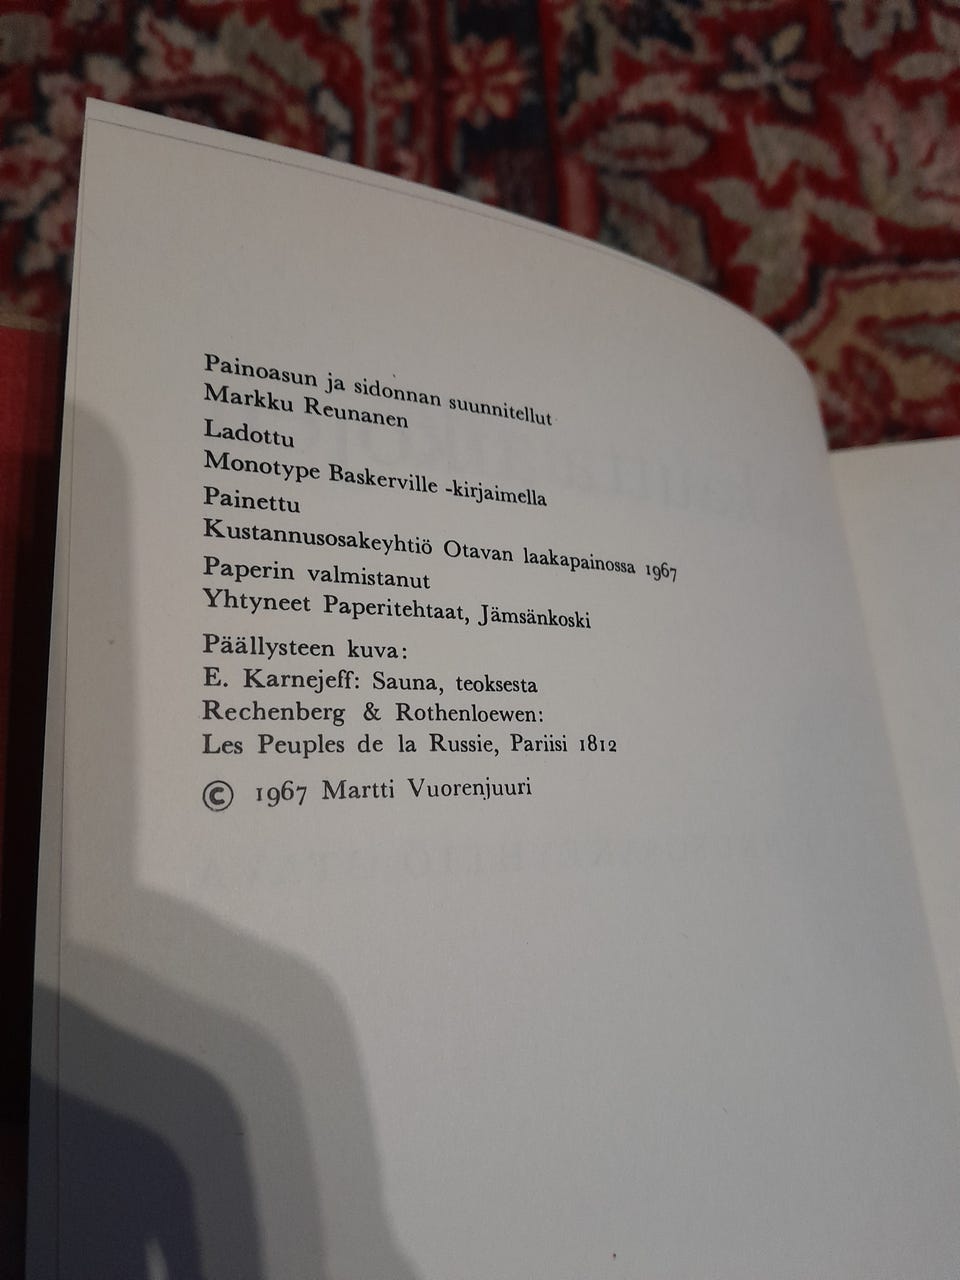 Painoasun ja sidonnan suunnitellut
Markku Reunanen
Ladottu
Monotype Baskerville -kirjaimella
Painettu
Kustannusosakeyhtiö Otavan laakapainossa 1967
Paperin valmistanut
Yhtyneet Paperitehtaat, Jämsänkoski
Päällysteen kuva:
E. Karnejeff: Sauna, teoksesta
Rechenberg & Rothenloewen:
Les Peuples de la Russie, Pariisi 1812
© 1967 Martti Vuorenjuuri